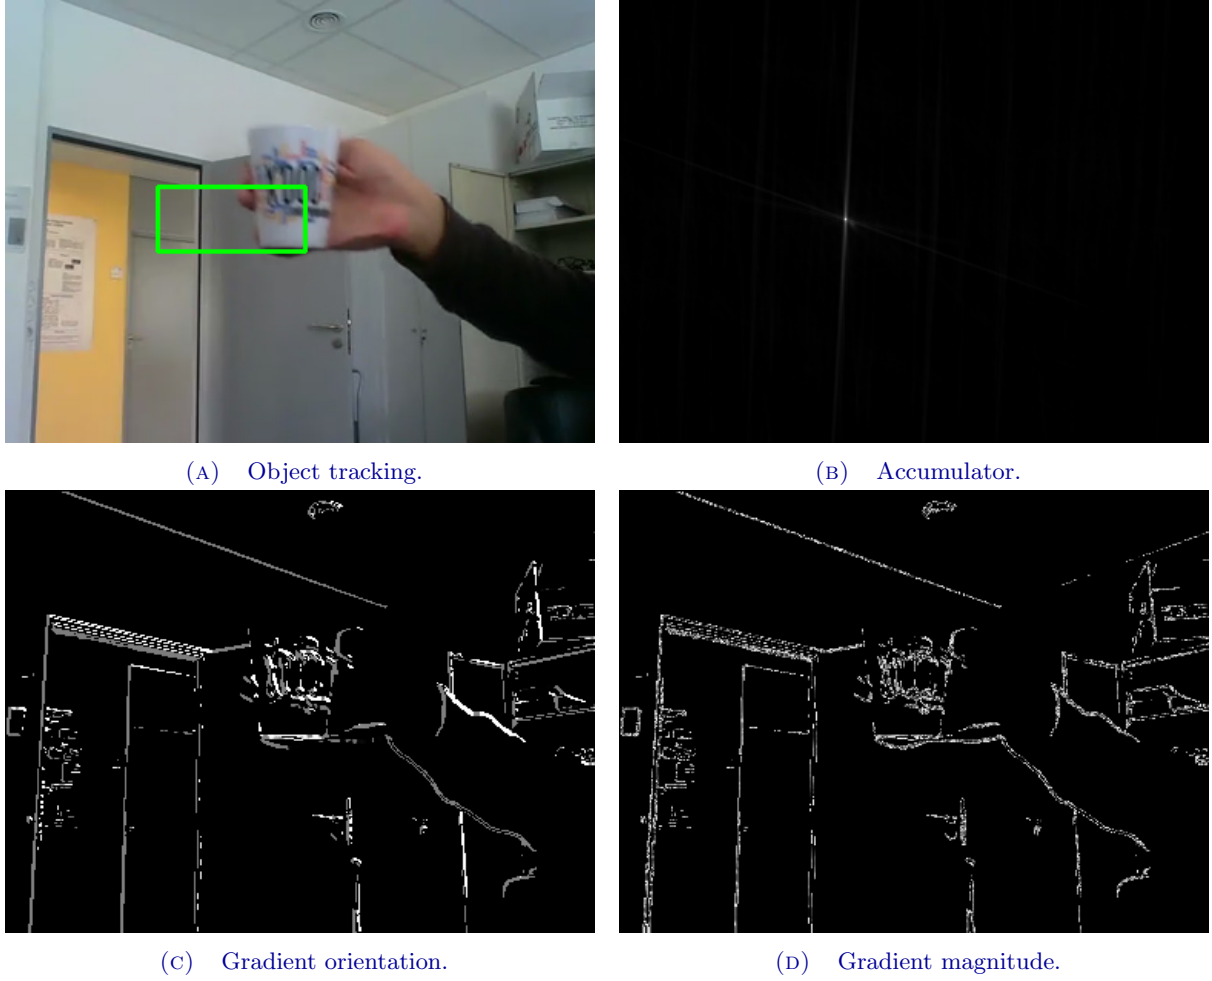 (A) Object tracking.
(B) Accumulator.
(C) Gradient orientation.
(D) Gradient magnitude.